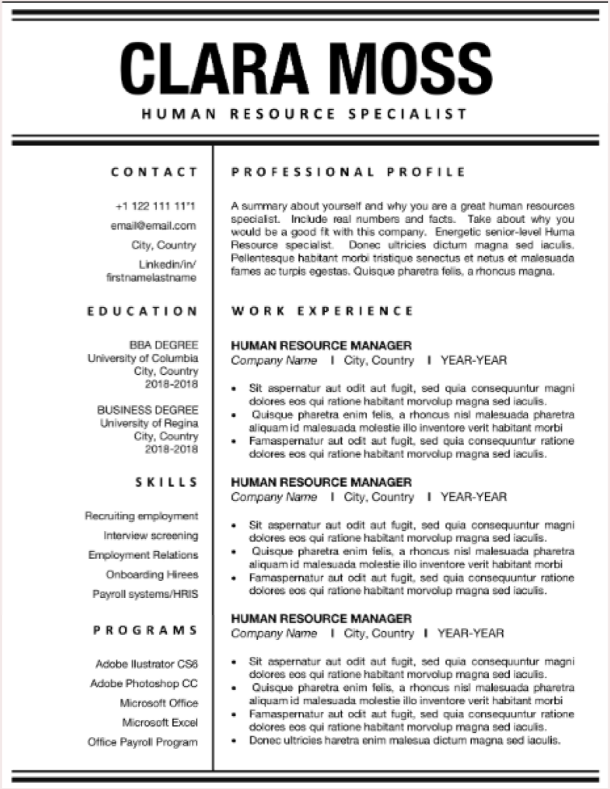 CLARA MOSS
HUMAN RESOURCE SPECIALIST
CONTACT
+1 122 111 11"1
email@email.com
City, Country
Linkedin/in/
firstnamelastname
EDUCATION
BBA DEGREE
University of Columbia
City, Country
2018-2018
BUSINESS DEGREE
University of Regina
City, Country
2018-2018
SKILLS
Recruiting employment
Interview screening
Employment Relations
Onboarding Hirees
Payroll systems/HRIS
PROGRAMS
Adobe Ilustrator CS6
Adobe Photoshop CC
Microsoft Office
Microsoft Excel
Office Payroll Program
PROFESSIONAL PROFILE
A summary about yourself and why you are a great human resources
specialist. Include real numbers and facts. Take about why you
would be a good fit with this company. Energetic senior-level Huma
Resource specialist. Donec ultricies dictum magna sed iaculis.
Pellentesque habitant morbi tristique senectus et netus et malesuada
fames ac turpis egestas. Quisque pharetra felis, a rhoncus magna.
WORK EXPERIENCE
HUMAN RESOURCE MANAGER
Company Name I City, Country I YEAR-YEAR
• Sit aspernatur aut odit aut fugit, sed quia consequuntur magni
dolores eos qui ratione habitant morvolup magna sed iaculis.
• Quisque pharetra enim felis, a rhoncus nisl malesuada pharetra
aliquam id malesuada molestie illo inventore verit habitant morbi
• Famaspernatur aut odit aut fugit, sed quia consequuntur ratione
dolores eos qui ratione habitant morvolup magna sed iaculis.
HUMAN RESOURCE MANAGER
Company Name I City, Country I YEAR-YEAR
• Sit aspernatur aut odit aut fugit, sed quia consequuntur magni
dolores eos qui ratione habitant morvolup magna sed iaculis.
• Quisque pharetra enim felis, a rhoncus nisl malesuada pharetra
aliquam id malesuada molestie illo inventore verit habitant morbi
• Famaspernatur aut odit aut fugit, sed quia consequuntur ratione
dolores eos qui ratione habitant morvolup magna sed iaculis.
HUMAN RESOURCE MANAGER
Company Name I City, Country I YEAR-YEAR
• Sit aspernatur aut odit aut fugit, sed quia consequuntur magni
dolores eos qui ratione habitant morvolup magna sed iaculis.
• Quisque pharetra enim felis, a rhoncus nisl malesuada pharetra
aliquam id malesuada molestie illo inventore verit habitant morbi
• Famaspernatur aut odit aut fugit, sed quia consequuntur ratione
dolores eos qui ratione habitant morvolup magna sed iaculis.
• Donec ultricies haretra enim malesua dictum magna sed iaculis.